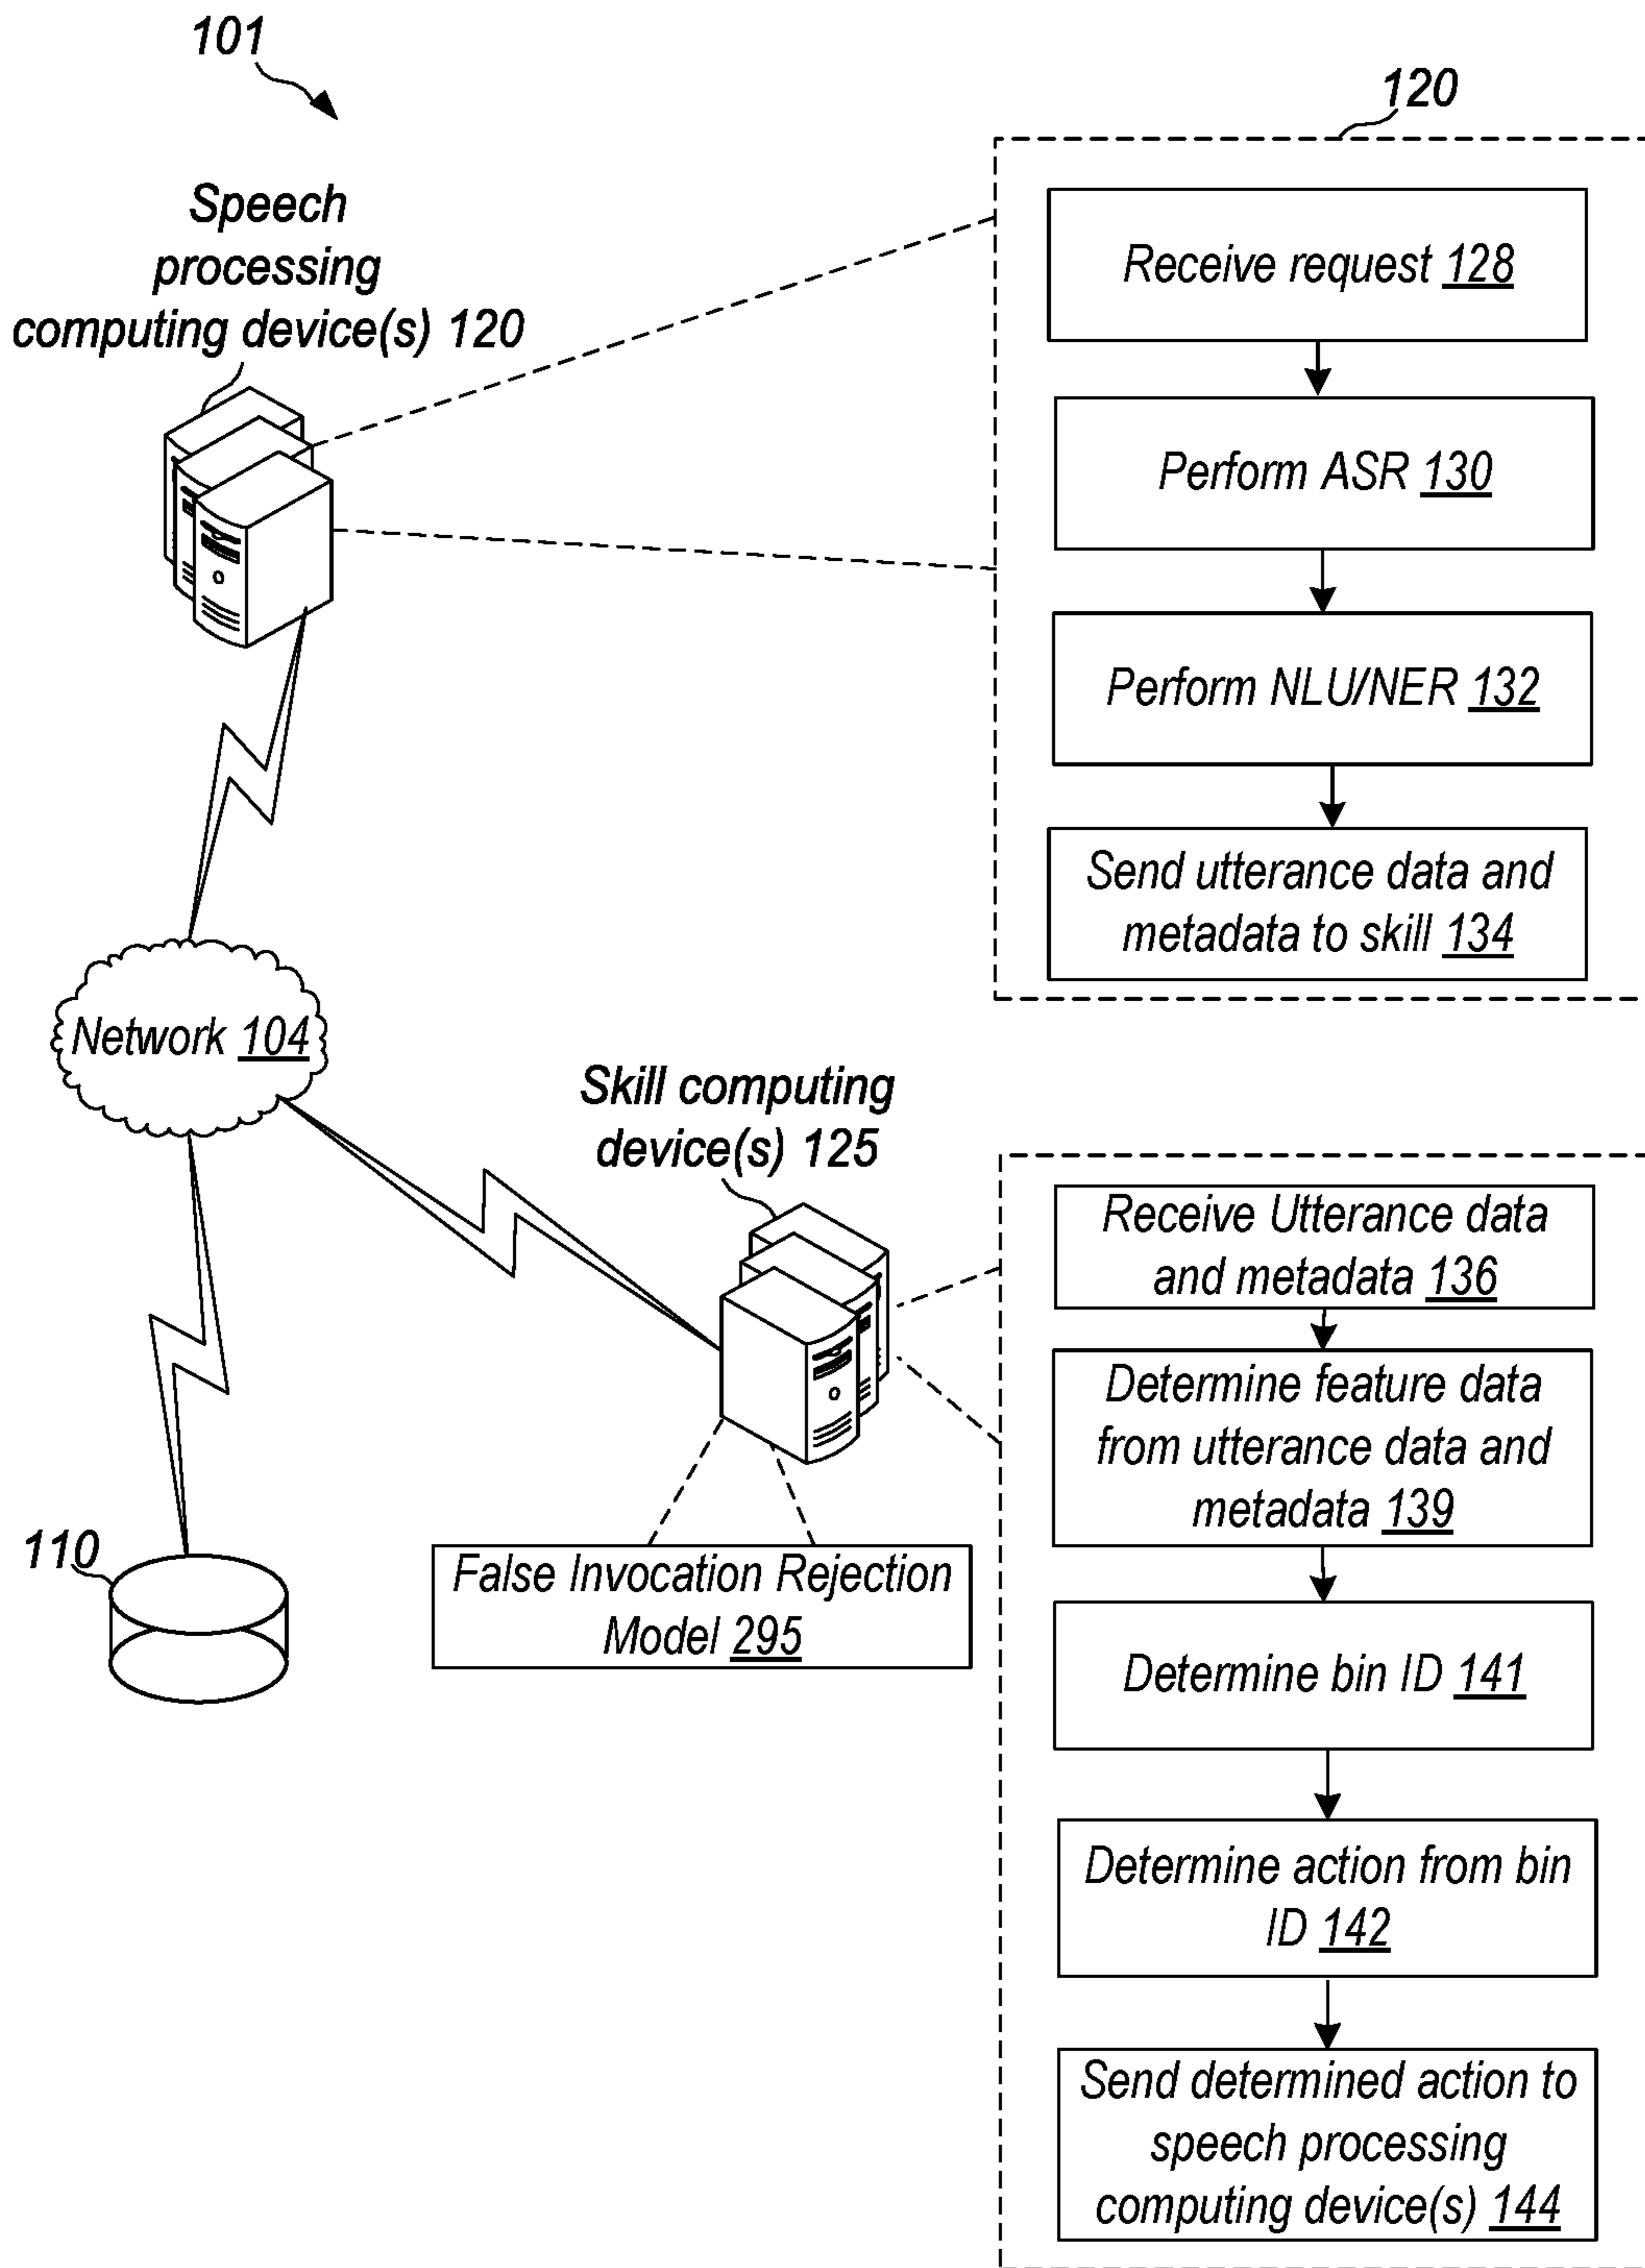 101
120
Speech
processing
computing device(s) 120
Receive request 128
Perform ASR 130
Perform NLU/NER 132
Send utterance data and
metadata to skill 134
Network 104
Skill computing
device(s) 125
Receive Utterance data
and metadata 136
Determine feature data
from utterance data and
metadata 139
110
False Invocation Rejection
Model 295
Determine bin ID 141
Determine action from bin
ID 142
Send determined action to
speech processing
computing device(s) 144